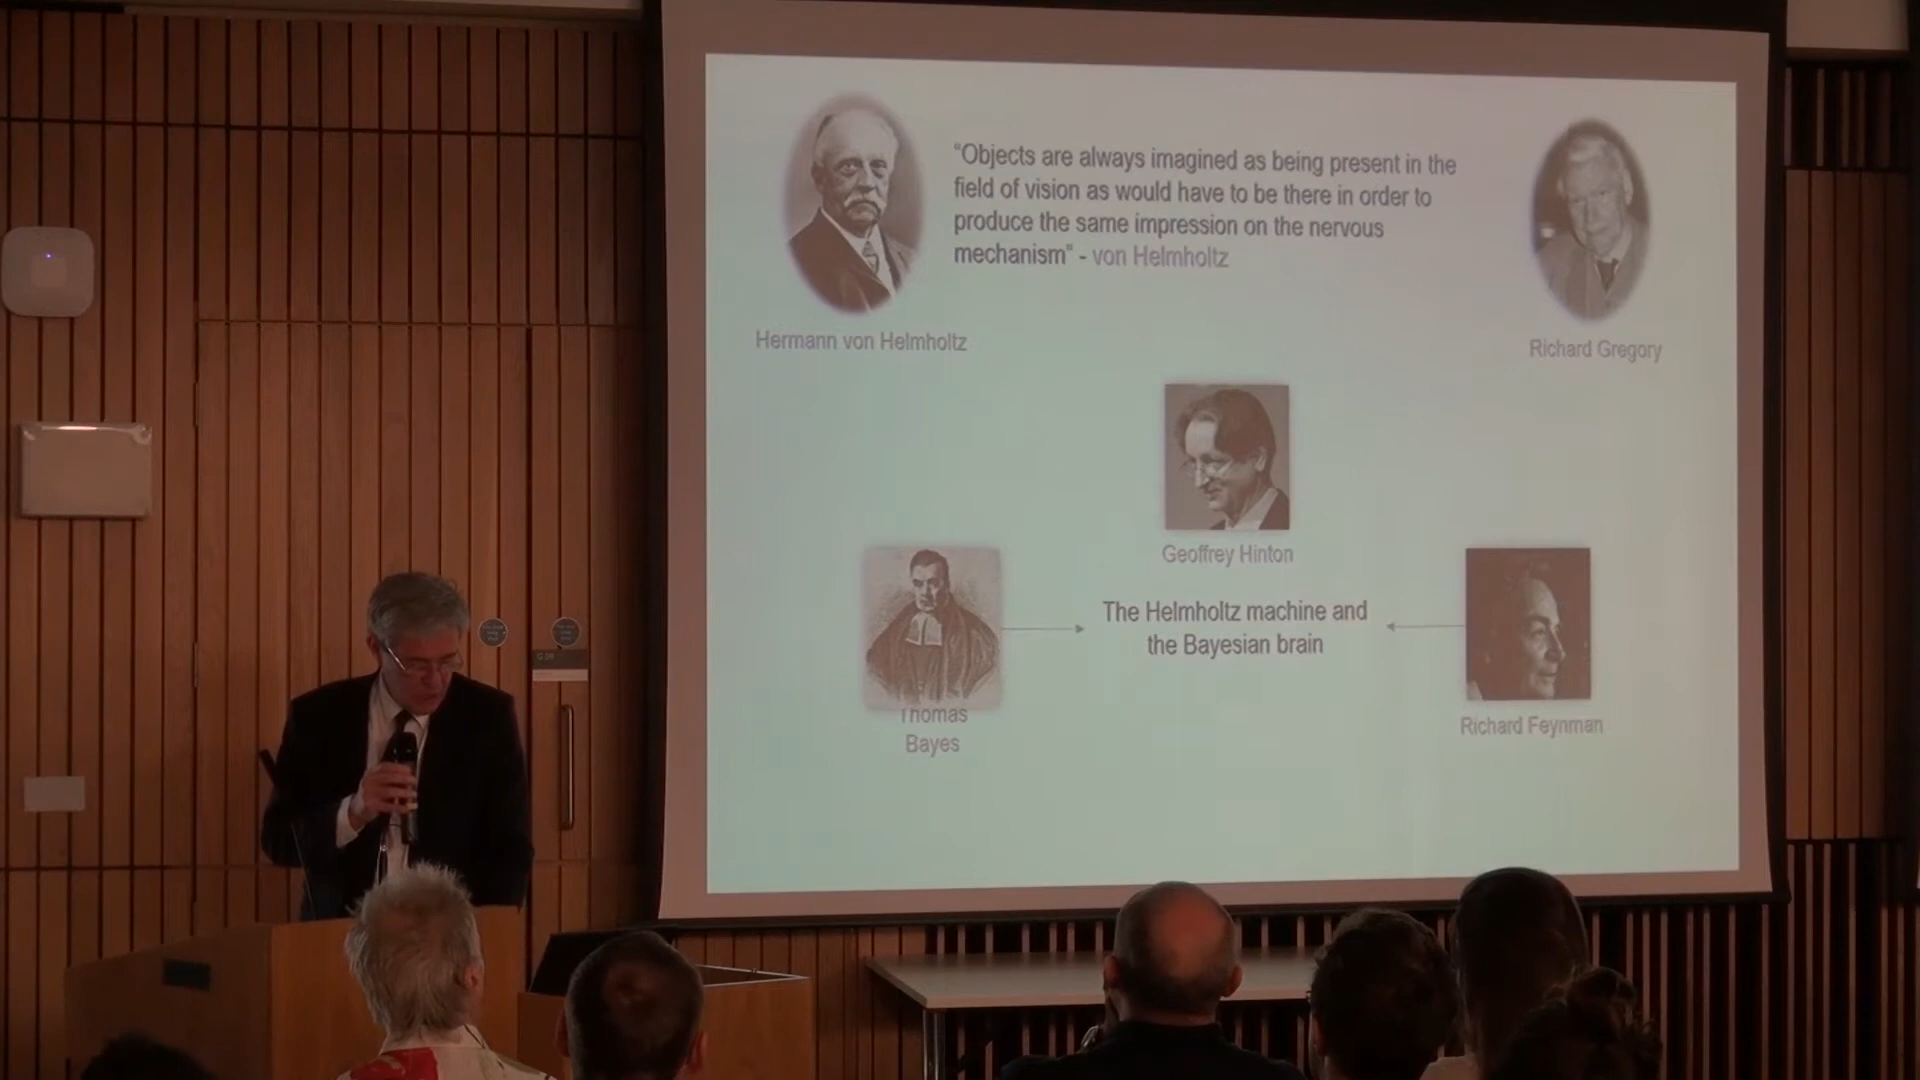 “Objects are always imagined as being present in the
field of vision as would have to be there in order to
produce the same impression on the nervous
mechanism“ - von Helmholtz
Hermann von Helmholtz
Richard Gregory
Geoffrey Hinton
The Helmholtz machine and
the Bayesian brain
Thomas
Bayes
Richard Feynman